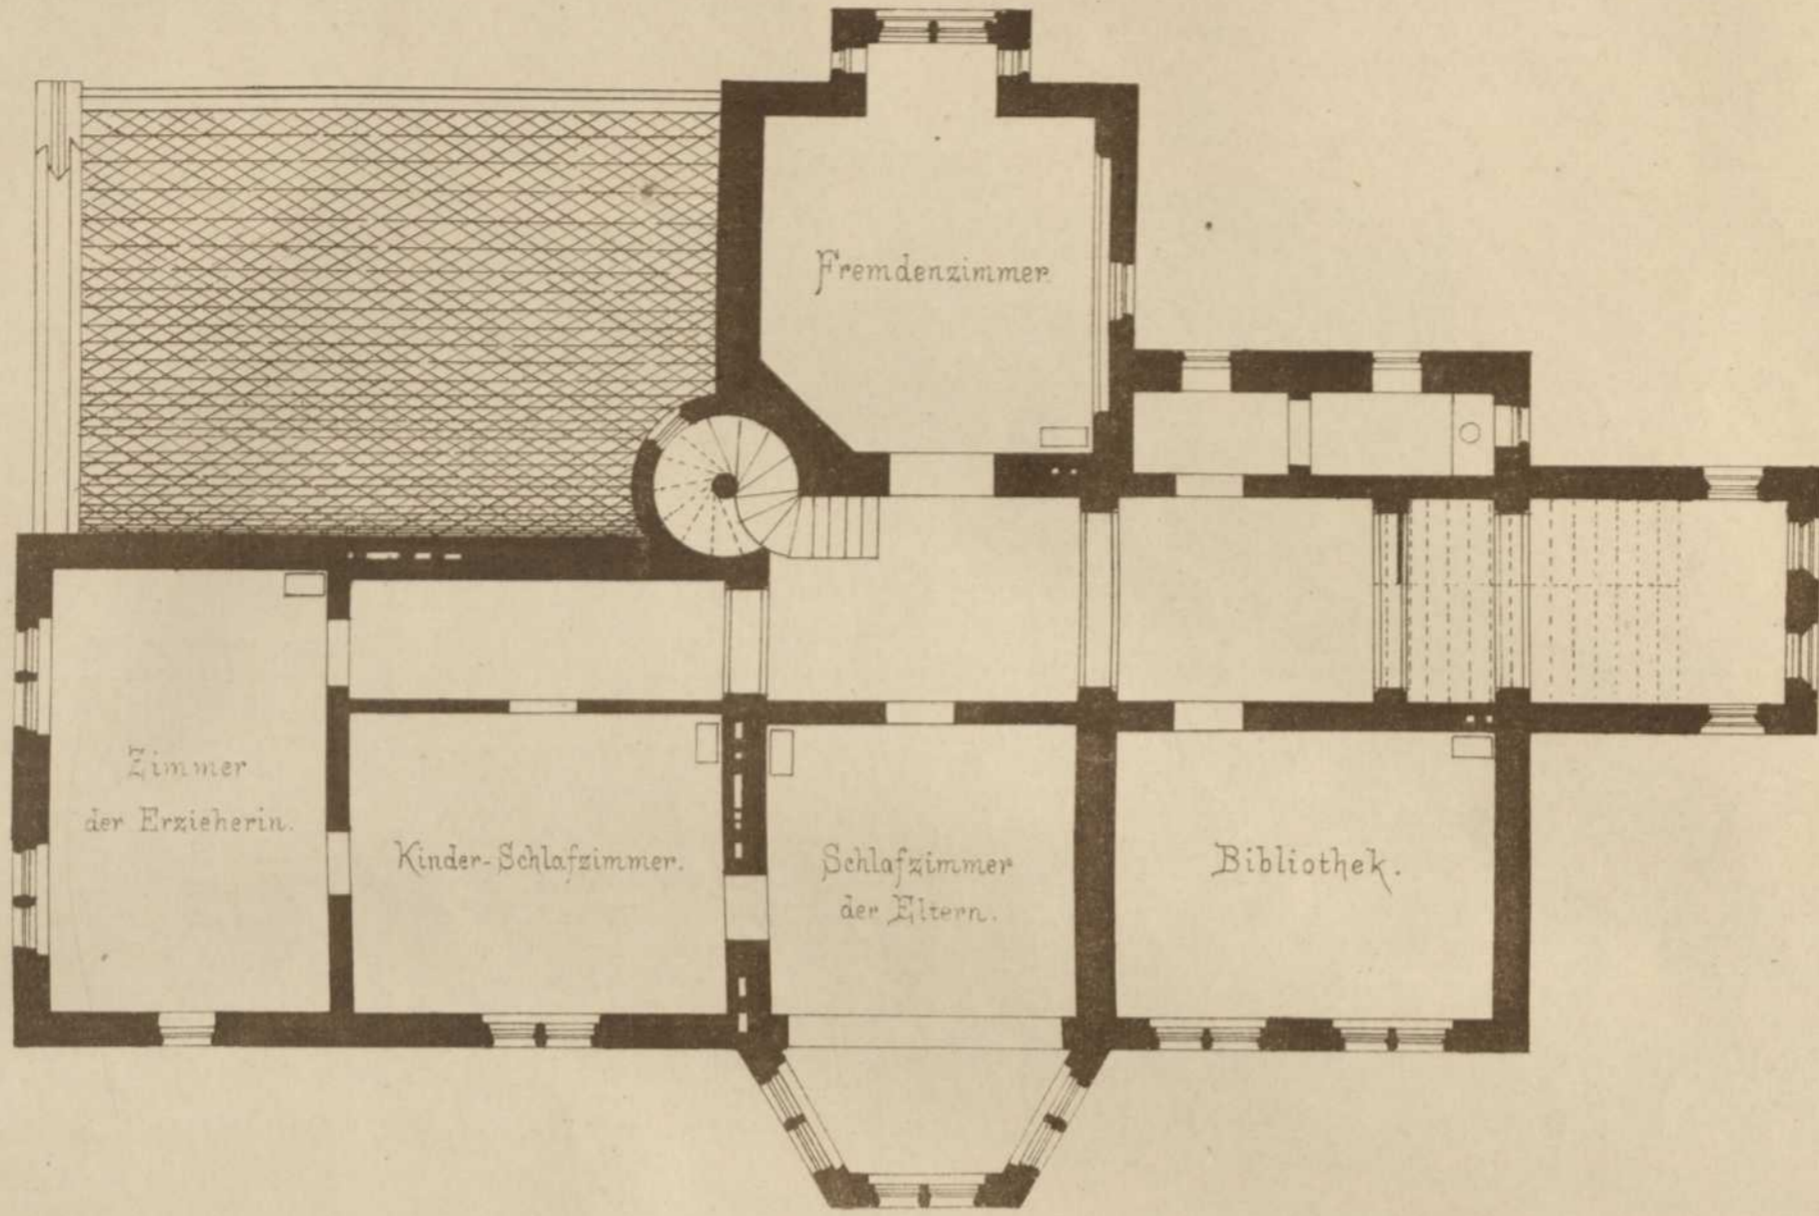 Fremdenzimmer
Zimmer
der Erzieherin.
Kinder-Schlafzimmer.
Schlafzimmer
der Eltern.
Bibliothek.